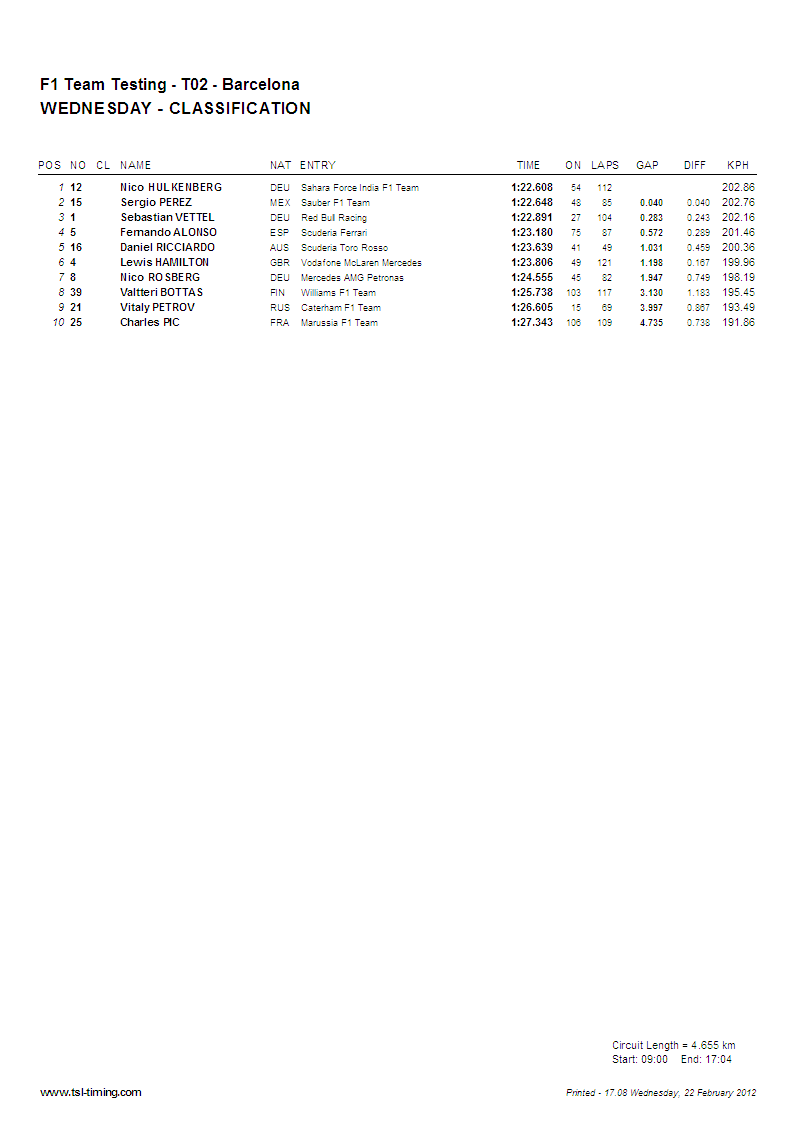 F1 Team Testing - T02 - Barcelona
WEDNESDAY - CLASSIFICATION
POS NO CL NAME NAT ENTRY TIME ON LAPS GAP DIFF KPH
1 12 Nico HULKENBERG DEU Sahara Force India F1 Team 1:22.608 54 112 202.86
2 15 Sergio PEREZ MEX Sauber F1 Team 1:22.648 48 85 0.040 0.040 202.76
3 1 Sebastian VETTEL DEU Red Bull Racing 1:22.891 27 104 0.283 0.243 202.16
4 5 Fernando ALONSO ESP Scuderia Ferrari 1:23.180 75 87 0.572 0.289 201.46
5 16 Daniel RICCIARDO AUS Scuderia Toro Rosso 1:23.639 41 49 1.031 0.459 200.36
6 4 Lewis HAMILTON GBR Vodafone McLaren Mercedes 1:23.806 49 121 1.198 0.167 199.96
7 8 Nico ROSBERG DEU Mercedes AMG Petronas 1:24.555 45 82 1.947 0.749 198.19
8 39 Valtteri BOTTAS FIN Williams F1 Team 1:25.738 103 117 3.130 1.183 195.45
9 21 Vitaly PETROV RUS Caterham F1 Team 1:26.605 15 69 3.997 0.867 193.49
10 25 Charles PIC FRA Marussia F1 Team 1:27.343 106 109 4.735 0.738 191.86
Circuit Length = 4.655 km
Start: 09:00 End: 17:04
www.tsl-timing.com Printed - 17:08 Wednesday, 22 February 2012